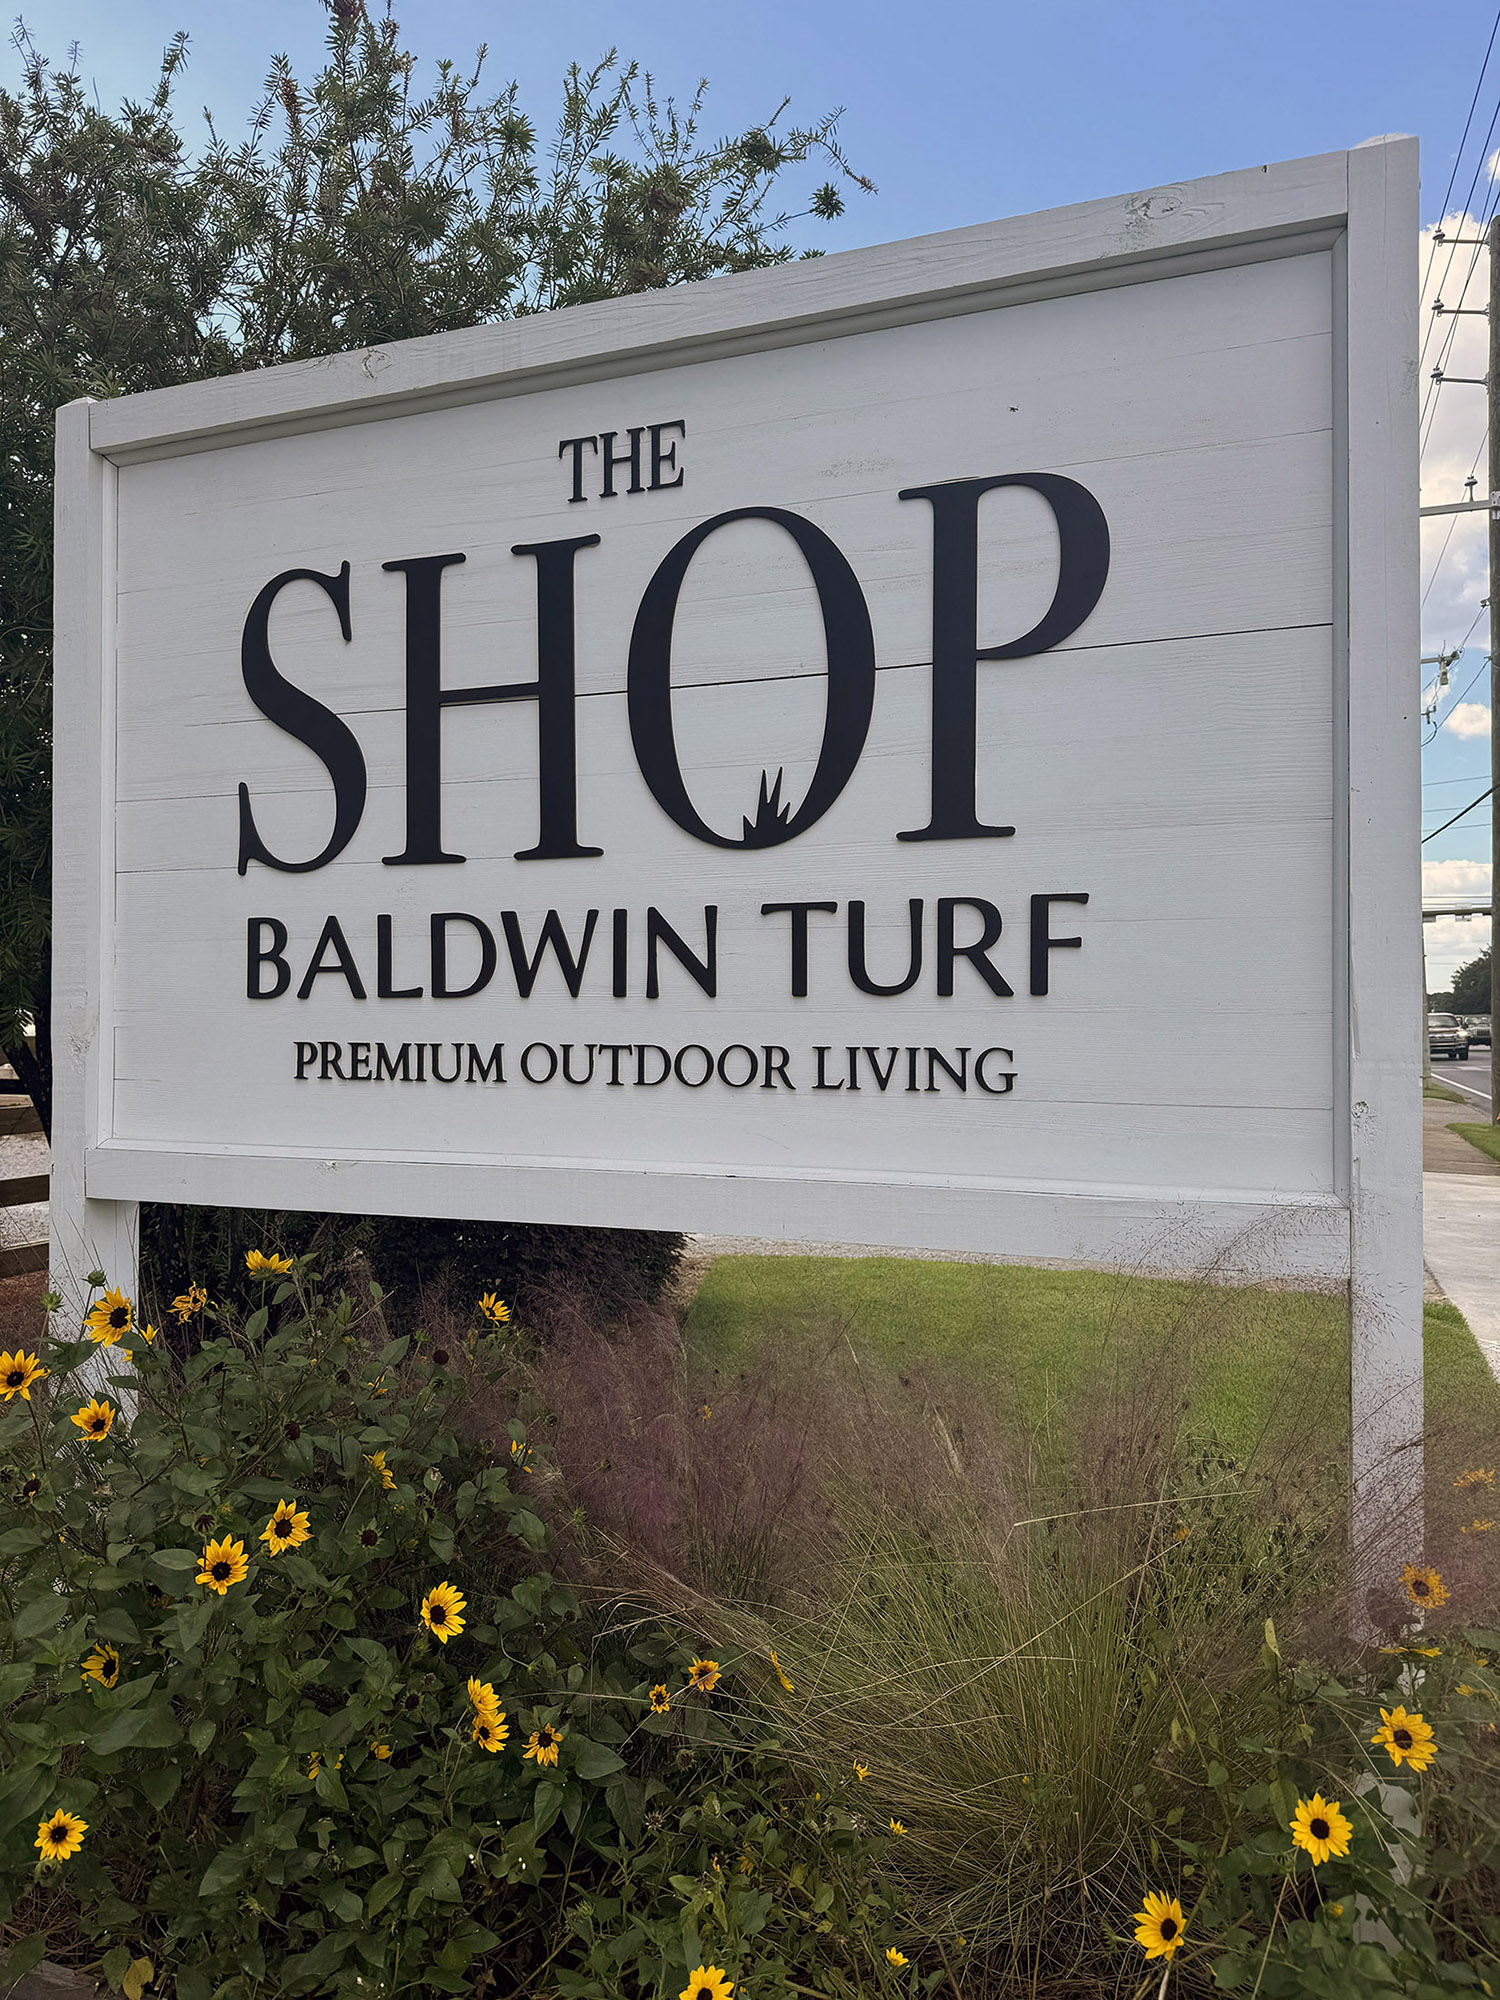 THE
SHOP
BALDWIN TURF
PREMIUM OUTDOOR LIVING